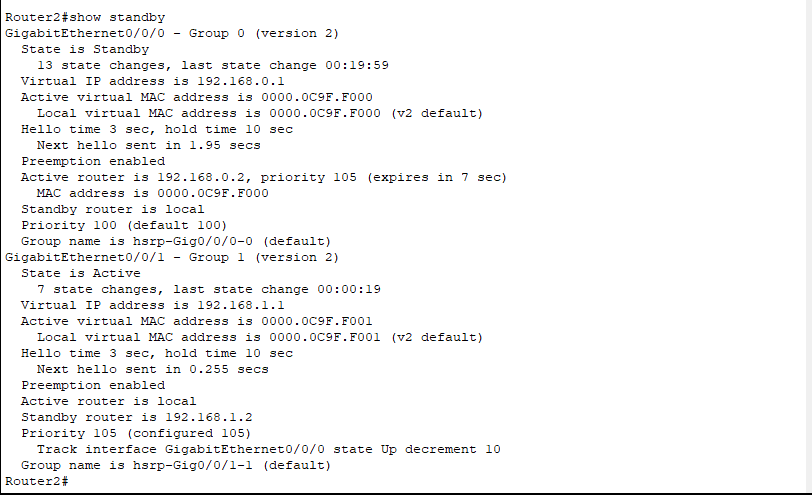 Router2#show standby
GigabitEthernet0/0/0 - Group 0 (version 2)
  State is Standby
    13 state changes, last state change 00:19:59
  Virtual IP address is 192.168.0.1
  Active virtual MAC address is 0000.0C9F.F000
    Local virtual MAC address is 0000.0C9F.F000 (v2 default)
  Hello time 3 sec, hold time 10 sec
    Next hello sent in 1.95 secs
  Preemption enabled
  Active router is 192.168.0.2, priority 105 (expires in 7 sec)
    MAC address is 0000.0C9F.F000
  Standby router is local
  Priority 100 (default 100)
  Group name is hsrp-Gig0/0/0-0 (default)
GigabitEthernet0/0/1 - Group 1 (version 2)
  State is Active
    7 state changes, last state change 00:00:19
  Virtual IP address is 192.168.1.1
  Active virtual MAC address is 0000.0C9F.F001
    Local virtual MAC address is 0000.0C9F.F001 (v2 default)
  Hello time 3 sec, hold time 10 sec
    Next hello sent in 0.255 secs
  Preemption enabled
  Active router is local
  Standby router is 192.168.1.2
  Priority 105 (configured 105)
    Track interface GigabitEthernet0/0/0 state Up decrement 10
  Group name is hsrp-Gig0/0/1-1 (default)
Router2#